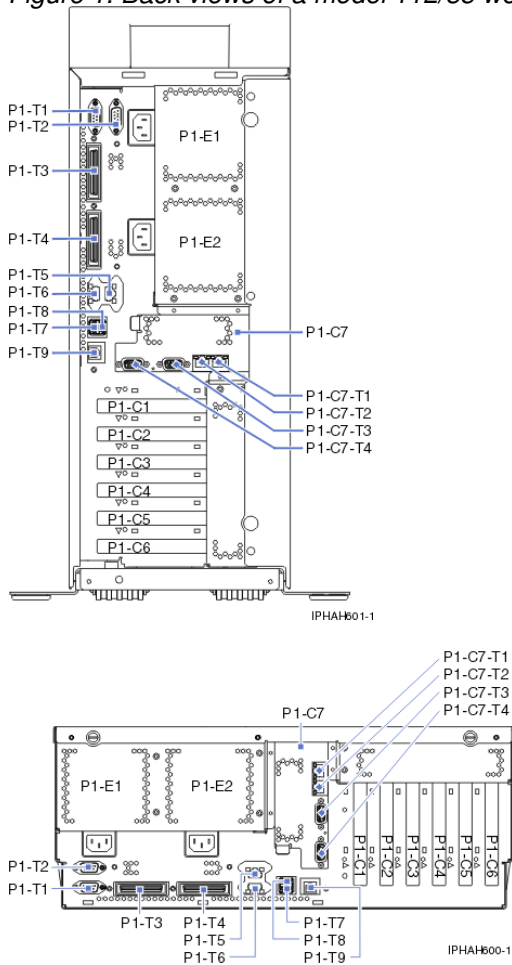 P1-T1
P1-T2
P1-E1
P1-T3
P1-T4
P1-E2
P1-T5
P1-T6
P1-T8
P1-T7
P1-C7
P1-T9
P1-C7-T1
P1-C7-T2
P1-C7-T3
P1-C7-T4
P1-C1
P1-C2
P1-C3
P1-C4
P1-C5
P1-C6
IPHAH601-1
P1-C7-T1
P1-C7-T2
P1-C7-T3
P1-C7-T4
P1-C7
P1-E1
P1-E2
P1-C1
P1-C2
P1-C3
P1-C4
P1-C5
P1-C6
P1-T2
P1-T1
P1-T3 P1-T4 P1-T7
P1-T5 P1-T8
P1-T6 P1-T9
IPHAH600-1